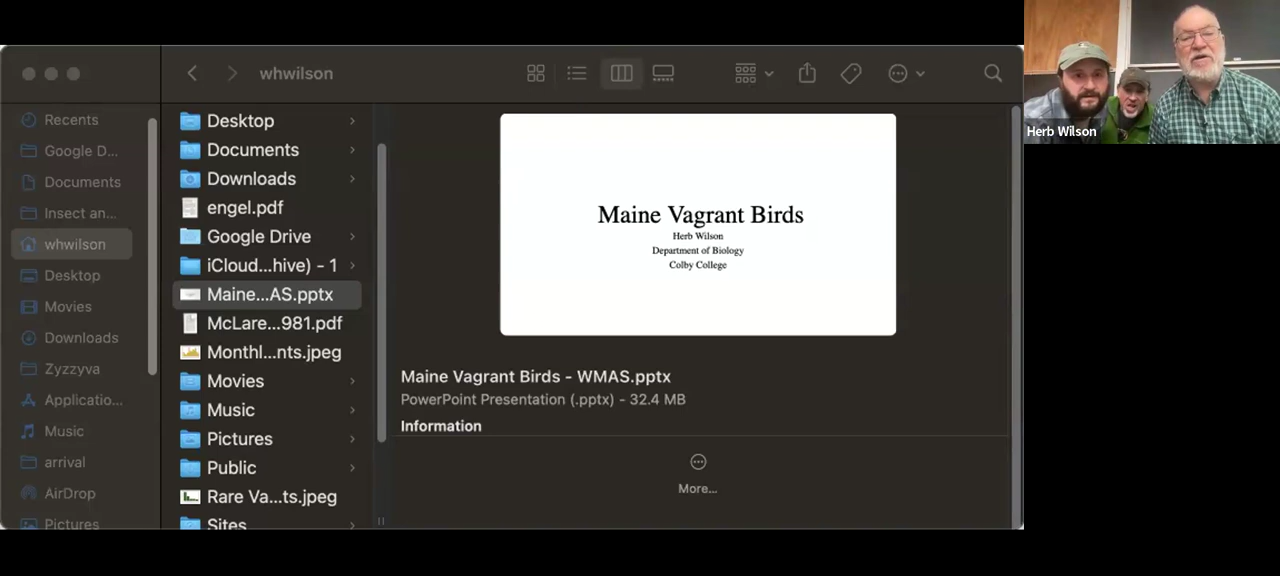 whwilson
Recents
Google D...
Documents
Insect an...
whwilson
Desktop
Movies
Downloads
Zyzzyva
Applicatio...
Music
arrival
AirDrop
Pictures
Desktop
Documents
Downloads
engel.pdf
Google Drive
iCloud...hive) - 1
Maine...AS.pptx
McLare...981.pdf
Monthl...nts.jpeg
Movies
Music
Pictures
Public
Rare Va...ts.jpeg
Sites
Maine Vagrant Birds
Herb Wilson
Department of Biology
Colby College
Maine Vagrant Birds - WMAS.pptx
PowerPoint Presentation (.pptx) - 32.4 MB
Information
More...
Herb Wilson